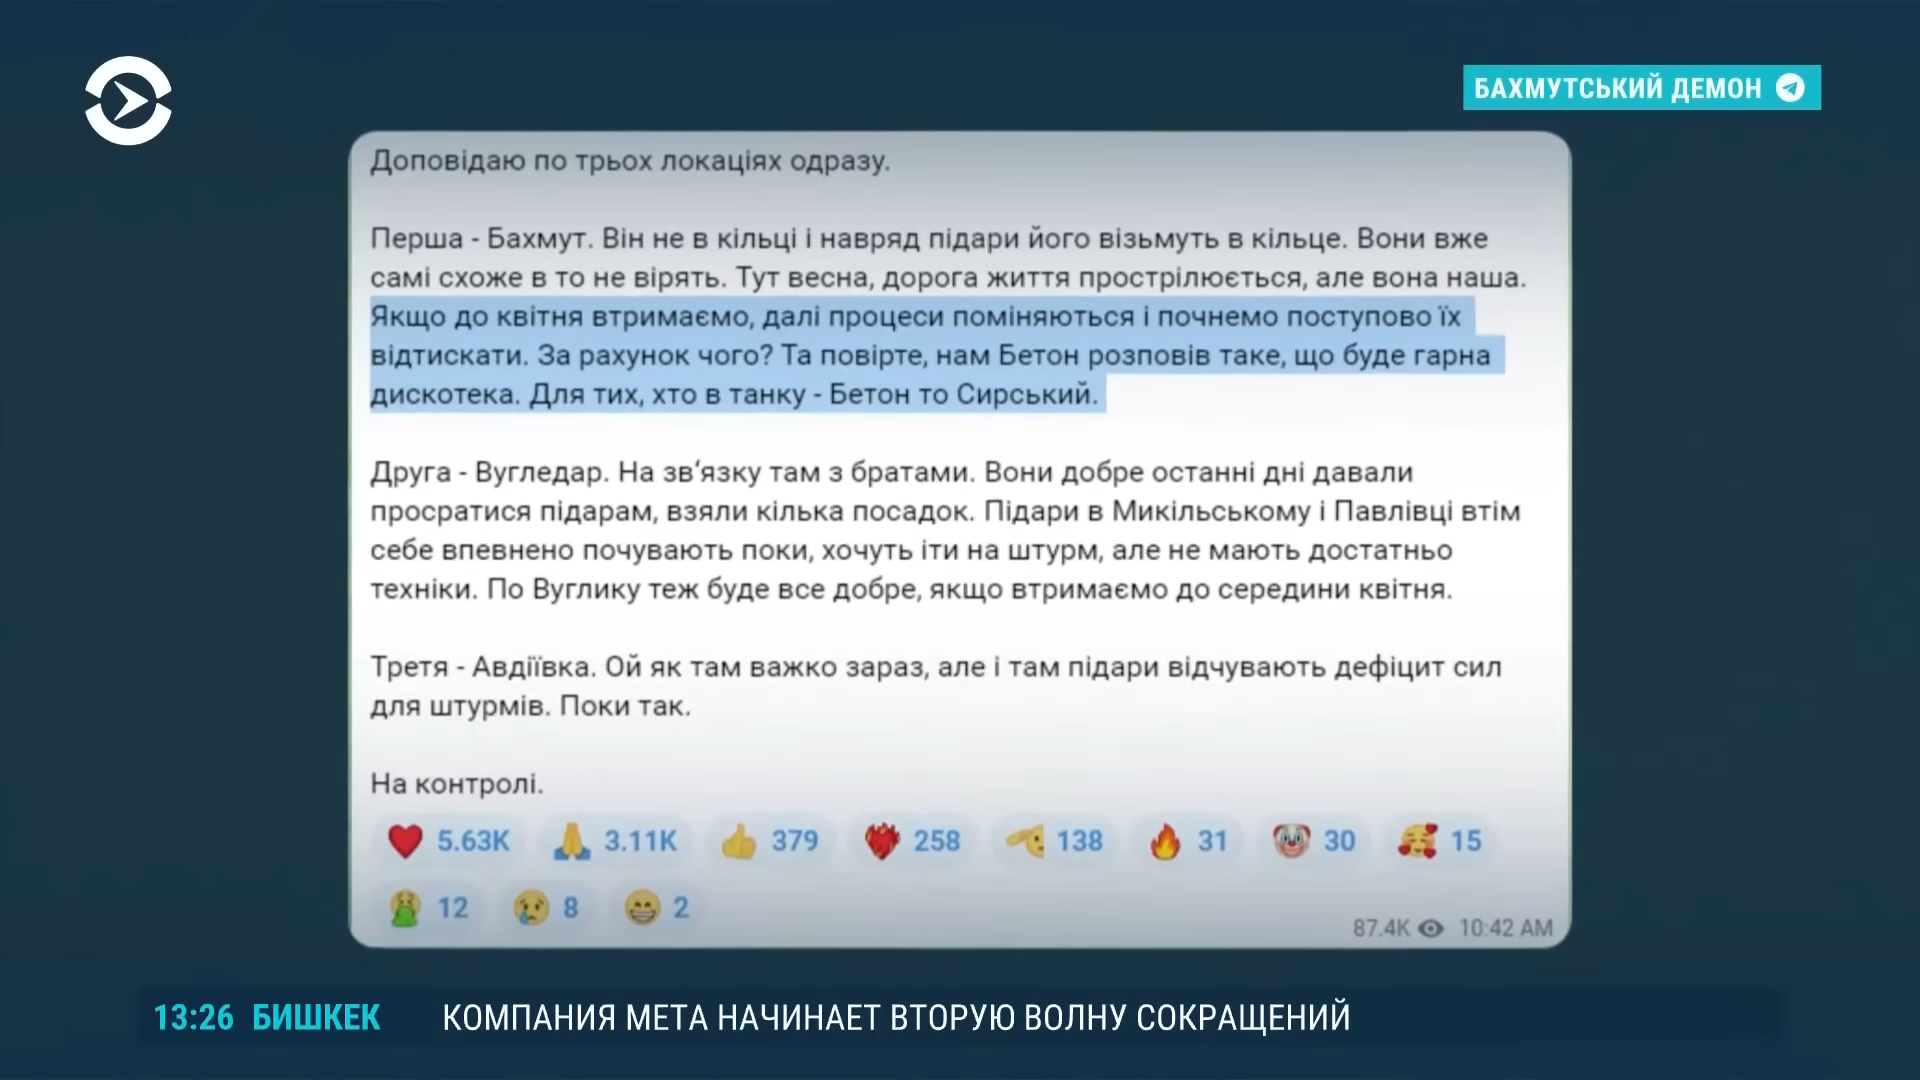 БАХМУТСЬКИЙ ДЕМОН
Доповідаю по трьох локаціях одразу.
Перша - Бахмут. Він не в кільці і навряд підари його візьмуть в кільце. Вони вже
самі схоже в то не вірять. Тут весна, дорога життя прострілюється, але вона наша.
Якщо до квітня втримаємо, далі процеси поміняються і почнемо поступово їх
відтискати. За рахунок чого? Та повірте, нам Бетон розповів таке, що буде гарна
дискотека. Для тих, хто в танку - Бетон то Сирський.
Друга - Вугледар. На зв‘язку там з братами. Вони добре останні дні давали
просратися підарам, взяли кілька посадок. Підари в Микільському і Павлівці втім
себе впевнено почувають поки, хочуть іти на штурм, але не мають достатньо
техніки. По Вуглику теж буде все добре, якщо втримаємо до середини квітня.
Третя - Авдіївка. Ой як там важко зараз, але і там підари відчувають дефіцит сил
для штурмів. Поки так.
На контролі.
5.63K 3.11K 379 258 138 31 30 15
12 8 2
87.4K 10:42 AM
13:26 БИШКЕК КОМПАНИЯ МЕТА НАЧИНАЕТ ВТОРУЮ ВОЛНУ СОКРАЩЕНИЙ